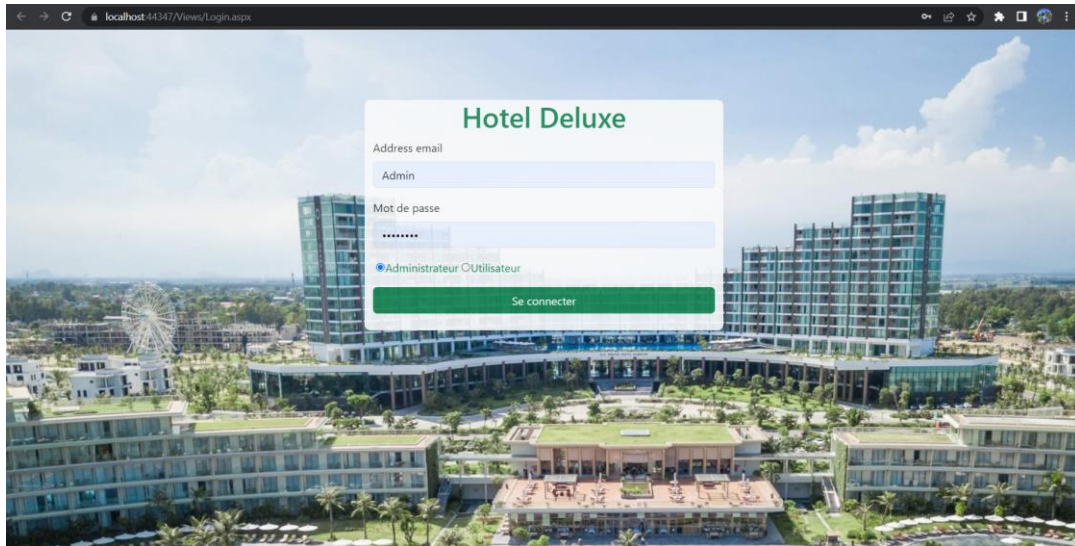 localhost:44347/Views/Login.aspx
Hotel Deluxe
Address email
Admin
Mot de passe
••••••••
Administrateur Utilisateur
Se connecter